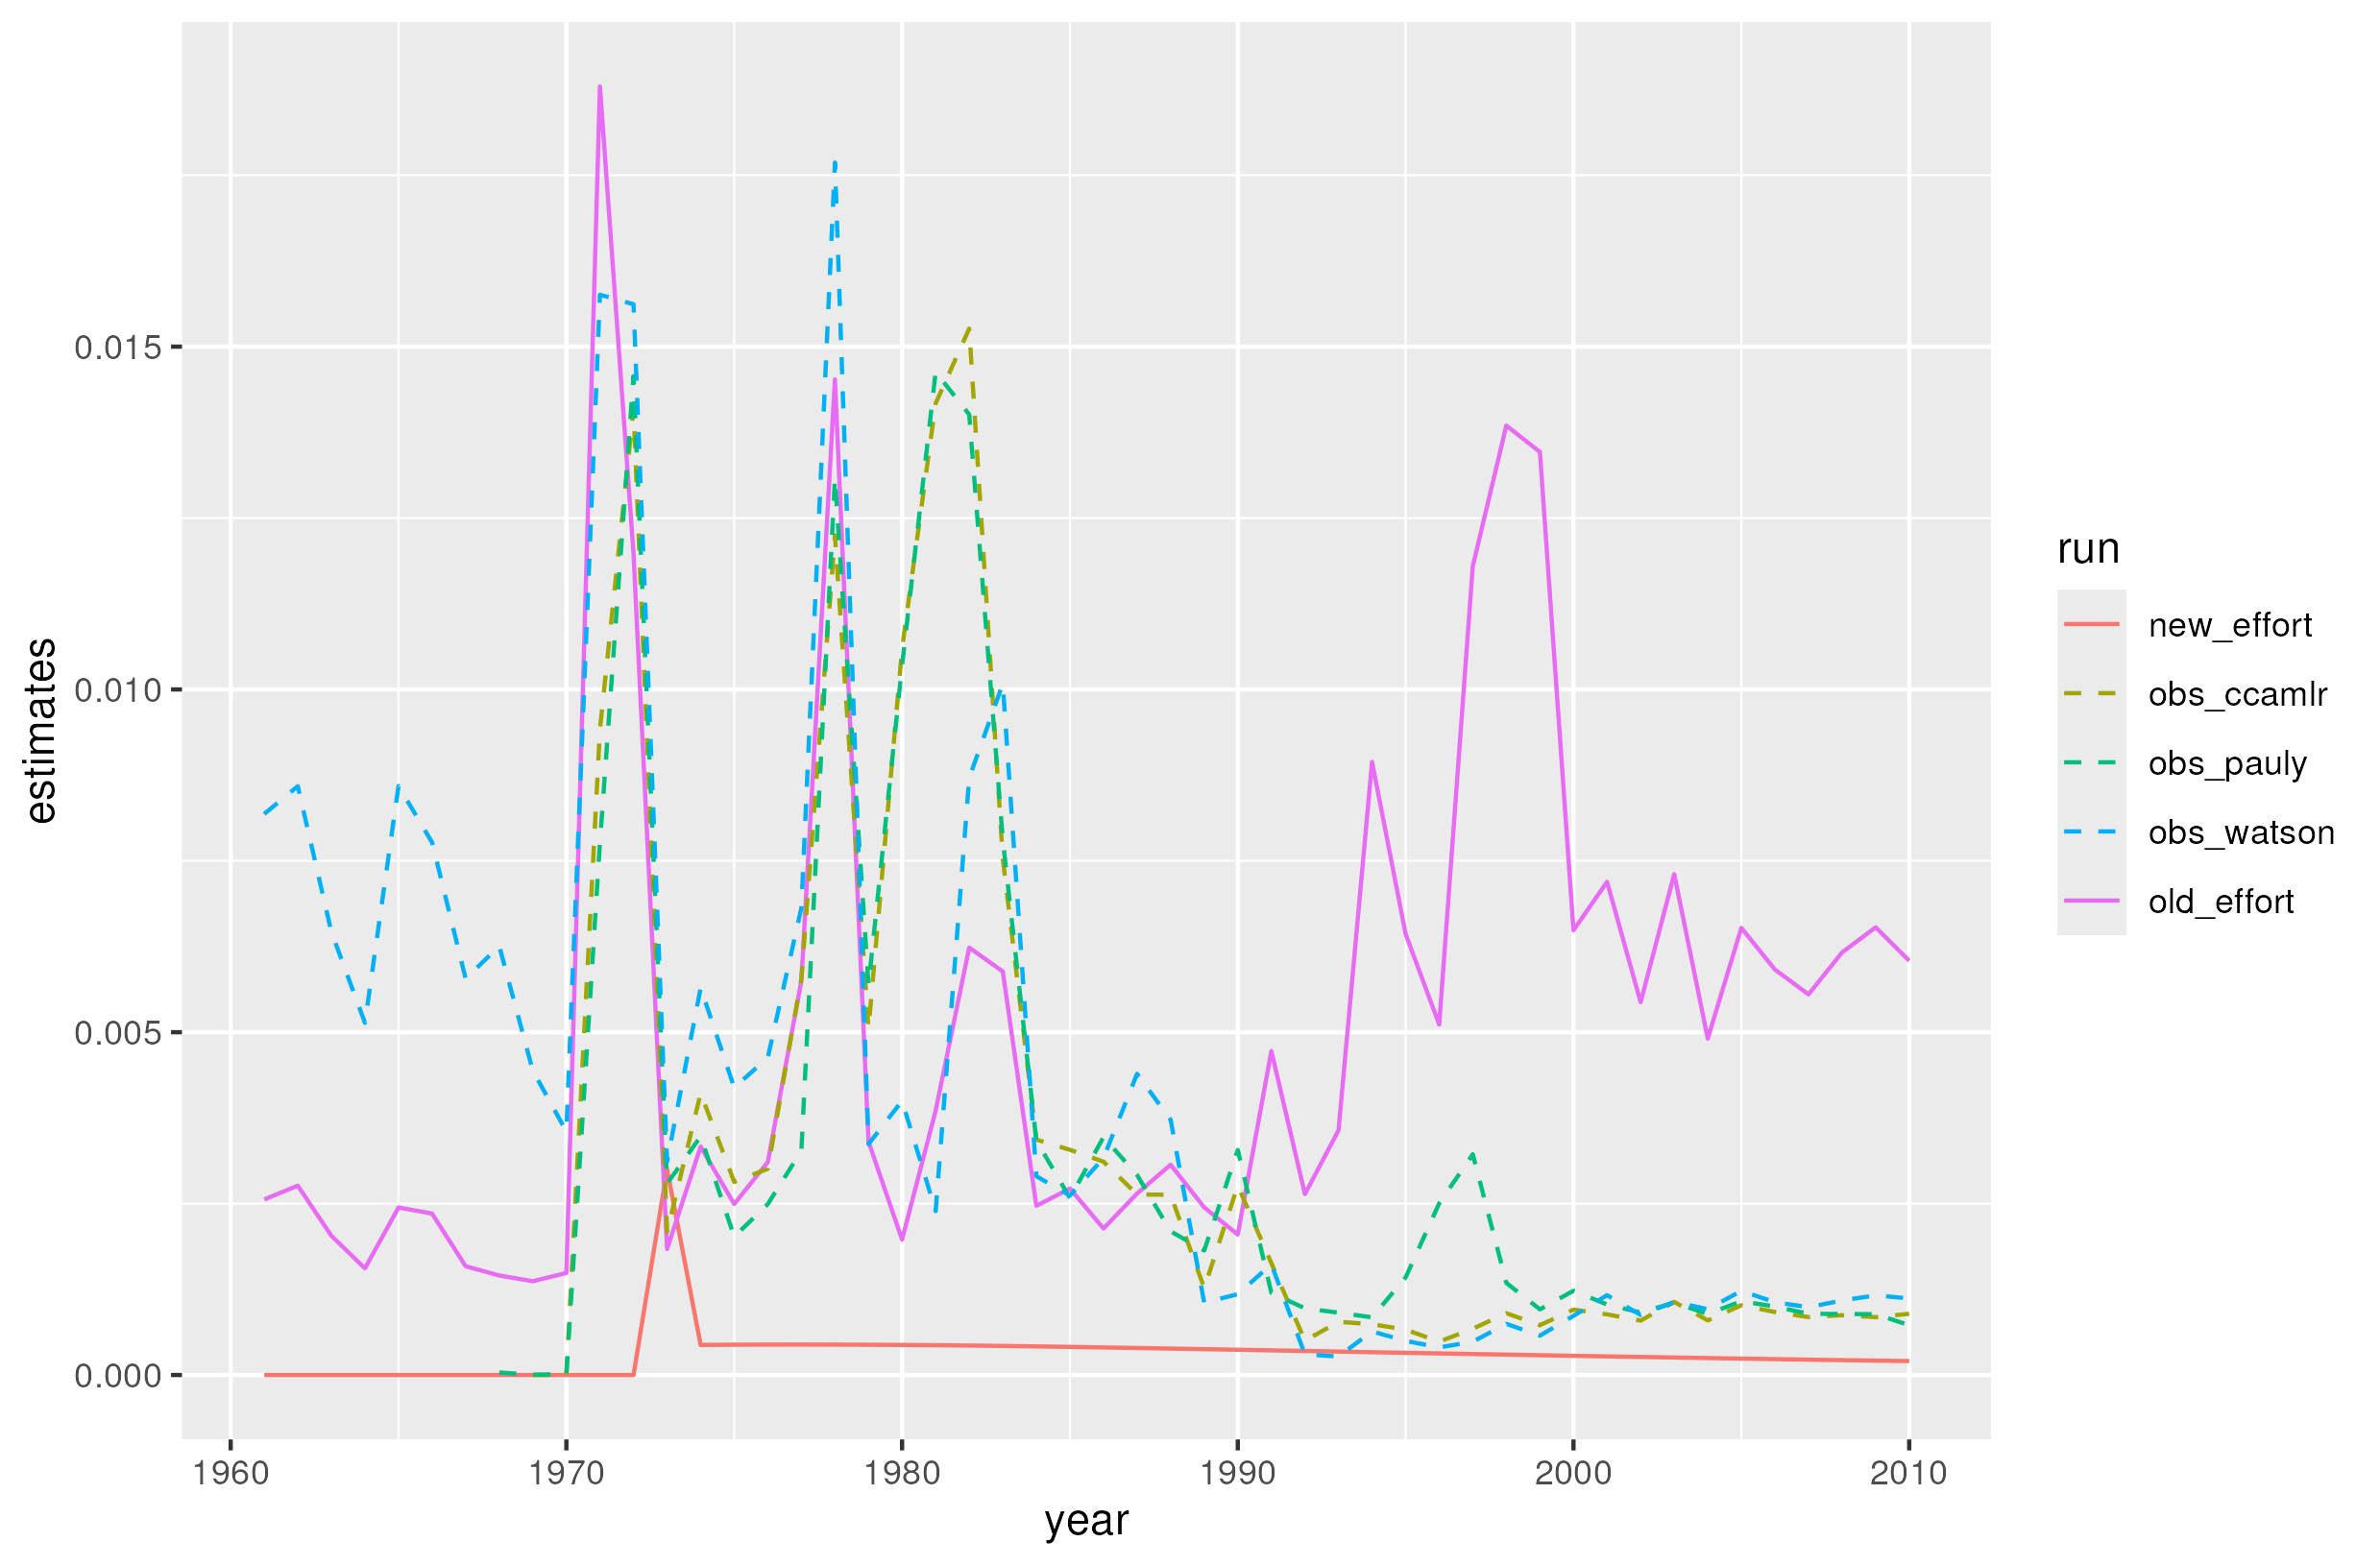 estimates
0.015
0.010
0.005
0.000
1960 1970 1980 1990 2000 2010
year
run
new_effort
obs_ccamlr
obs_pauly
obs_watson
old_effort